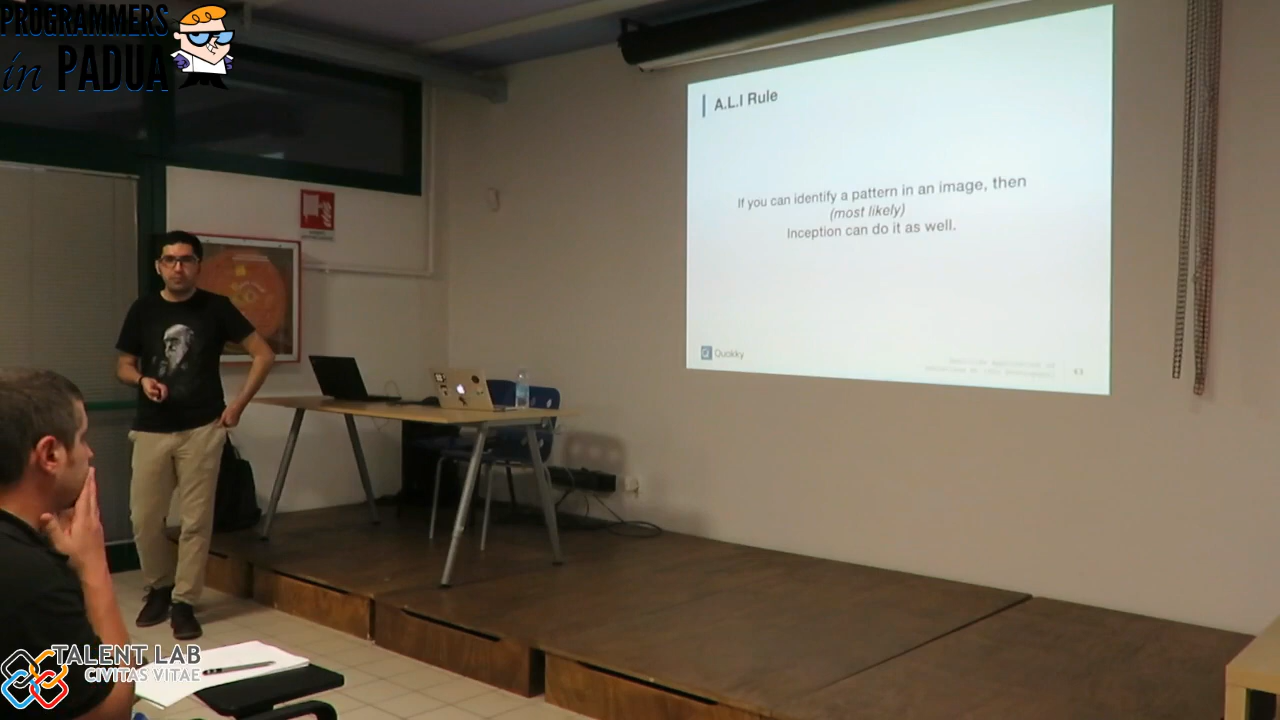 PROGRAMMERS
in PADUA
A.L.I Rule
If you can identify a pattern in an image, then
(most likely)
Inception can do it as well.
Quokky
TALENT LAB
CIVITAS VITAE